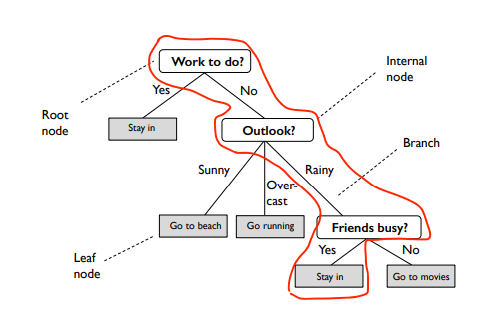 Work to do?
Internal
node
Yes
No
Root
node
Stay in
Outlook?
Branch
Sunny
Over-
cast
Rainy
Go to beach
Go running
Friends busy?
Leaf
node
Yes
No
Stay in
Go to movies